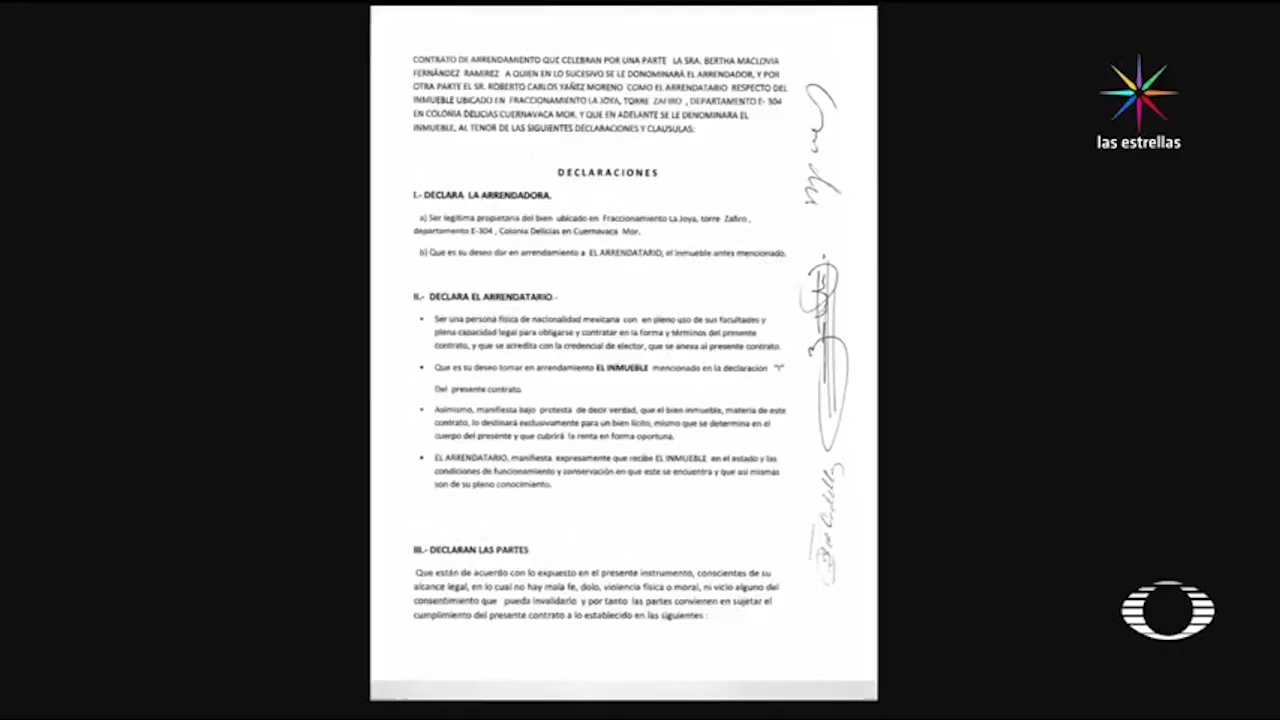 CONTRATO DE ARRENDAMIENTO QUE CELEBRAN POR UNA PARTE LA SRA. BERTHA MACLOVIA
FERNÁNDEZ RAMIREZ A QUIEN EN LO SUCESIVO SE LE DONOMINARÁ EL ARRENDADOR, Y POR
OTRA PARTE EL SR. ROBERTO CARLOS YAÑEZ MORENO COMO EL ARRENDATARIO RESPECTO DEL
INMUEBLE UBICADO EN FRACCIONAMIENTO LA JOYA, TORRE ZAFIRO , DEPARTAMENTO E- 304
EN COLONIA DELICIAS CUERNAVACA MOR. Y QUE EN ADELANTE SE LE DENOMINARA EL
INMUEBLE, AL TENOR DE LAS SIGUIENTES DECLARACIONES Y CLAUSULAS:
DECLARACIONES
I.- DECLARA LA ARRENDADORA.
a) Ser legítima propietaria del bien ubicado en Fraccionamiento La Joya, torre Zafiro ,
departamento E-304 , Colonia Delicias en Cuernavaca Mor.
b) Que es su deseo dar en arrendamiento a EL ARRENDATARIO, el inmueble antes mencionado.
II.- DECLARA EL ARRENDATARIO.-
• Ser una persona física de nacionalidad mexicana con en pleno uso de sus facultades y
plena capacidad legal para obligarse y contratar en la forma y términos del presente
contrato, y que se acredita con la credencial de elector, que se anexa al presente contrato.
• Que es su deseo tomar en arrendamiento EL INMUEBLE mencionado en la declaración "I"
Del presente contrato.
• Asimismo, manifiesta bajo protesta de decir verdad, que el bien inmueble, materia de este
contrato, lo destinará exclusivamente para un bien lícito, mismo que se determina en el
cuerpo del presente y que cubrirá la renta en forma oportuna.
• EL ARRENDATARIO, manifiesta expresamente que recibe EL INMUEBLE en el estado y las
condiciones de funcionamiento y conservación en que este se encuentra y que asi mismas
son de su pleno conocimiento.
III.- DECLARAN LAS PARTES
Que están de acuerdo con lo expuesto en el presente instrumento, conscientes de su
alcance legal, en lo cual no hay mala fe, dolo, violencia física o moral, ni vicio alguno del
consentimiento que pueda invalidarlo y por tanto las partes convienen en sujetar el
cumplimiento del presente contrato a lo establecido en las siguientes :
las estrellas